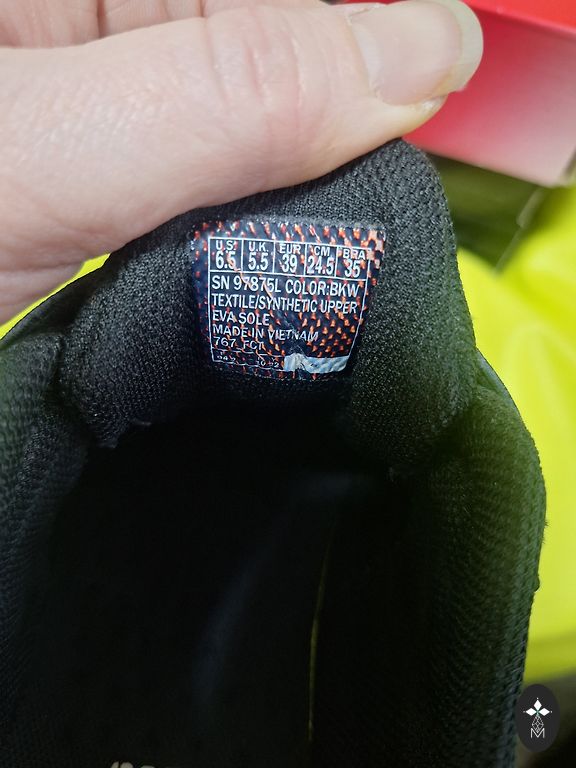 U.S. U.K EUR CM BRA
6.5 5.5 39 24.5 35
SN 97875L COLOR:BKW
TEXTILE/SYNTHETIC UPPER
EVA SOLE
MADE IN VIETNAM
767 FCT
M